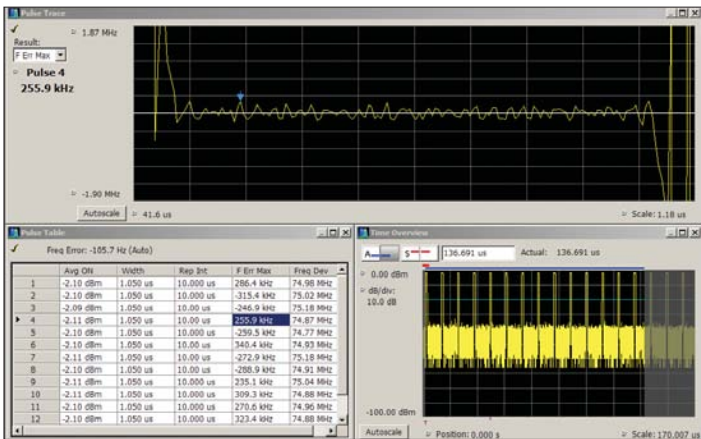 Pulse Trace
Result:
F Err Max
Pulse 4
255.9 kHz
1.87 MHz
-1.90 MHz
Autoscale
41.6 us
Scale: 1.18 us
Pulse Table
Freq Error: -105.7 Hz (Auto)
Avg ON Width Rep Int F Err Max Freq Dev
1 -2.10 dBm 1.050 us 10.000 us 286.4 kHz 74.98 MHz
2 -2.10 dBm 1.050 us 10.000 us -315.4 kHz 75.02 MHz
3 -2.09 dBm 1.050 us 10.00 us -246.9 kHz 75.18 MHz
4 -2.11 dBm 1.050 us 10.000 us 255.9 kHz 74.87 MHz
5 -2.10 dBm 1.050 us 10.000 us -259.5 kHz 74.77 MHz
6 -2.10 dBm 1.050 us 10.00 us 340.4 kHz 74.93 MHz
7 -2.11 dBm 1.050 us 10.00 us -272.9 kHz 75.18 MHz
8 -2.10 dBm 1.050 us 10.00 us -288.9 kHz 74.91 MHz
9 -2.11 dBm 1.050 us 10.000 us 235.1 kHz 75.04 MHz
10 -2.11 dBm 1.050 us 10.000 us 309.3 kHz 74.88 MHz
11 -2.10 dBm 1.050 us 10.000 us 270.6 kHz 74.96 MHz
12 -2.10 dBm 1.050 us 10.00 us 323.4 kHz 74.88 MHz
Time Overview
A
S
136.691 us
Actual: 136.691 us
0.00 dBm
dB/div:
10.0 dB
-100.00 dBm
Autoscale
Position: 0.000 s
Scale: 170.007 us